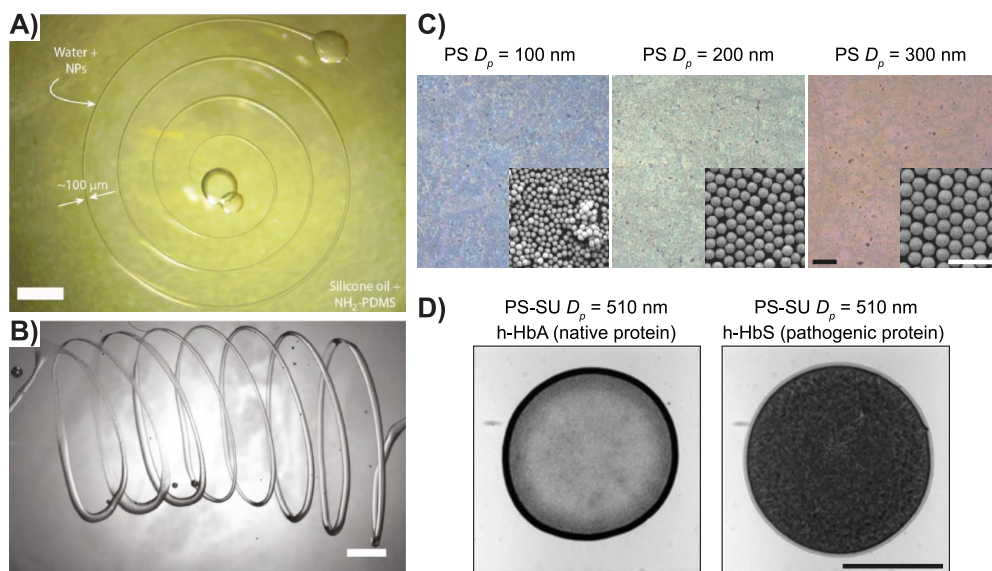 A)
Water +
NPs
~100 μm
Silicone oil +
NH2-PDMS
B)
C)
PS Dp = 100 nm
PS Dp = 200 nm
PS Dp = 300 nm
D)
PS-SU Dp = 510 nm
h-HbA (native protein)
PS-SU Dp = 510 nm
h-HbS (pathogenic protein)